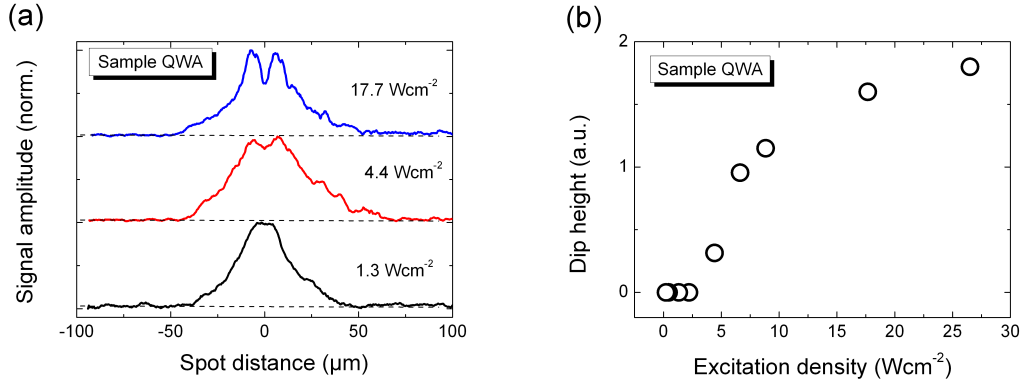 (a)
Sample QWA
17.7 Wcm⁻²
4.4 Wcm⁻²
1.3 Wcm⁻²
Signal amplitude (norm.)
-100 -50 0 50 100
Spot distance (µm)
(b)
Sample QWA
2
1
0
Dip height (a.u.)
0 5 10 15 20 25 30
Excitation density (Wcm⁻²)